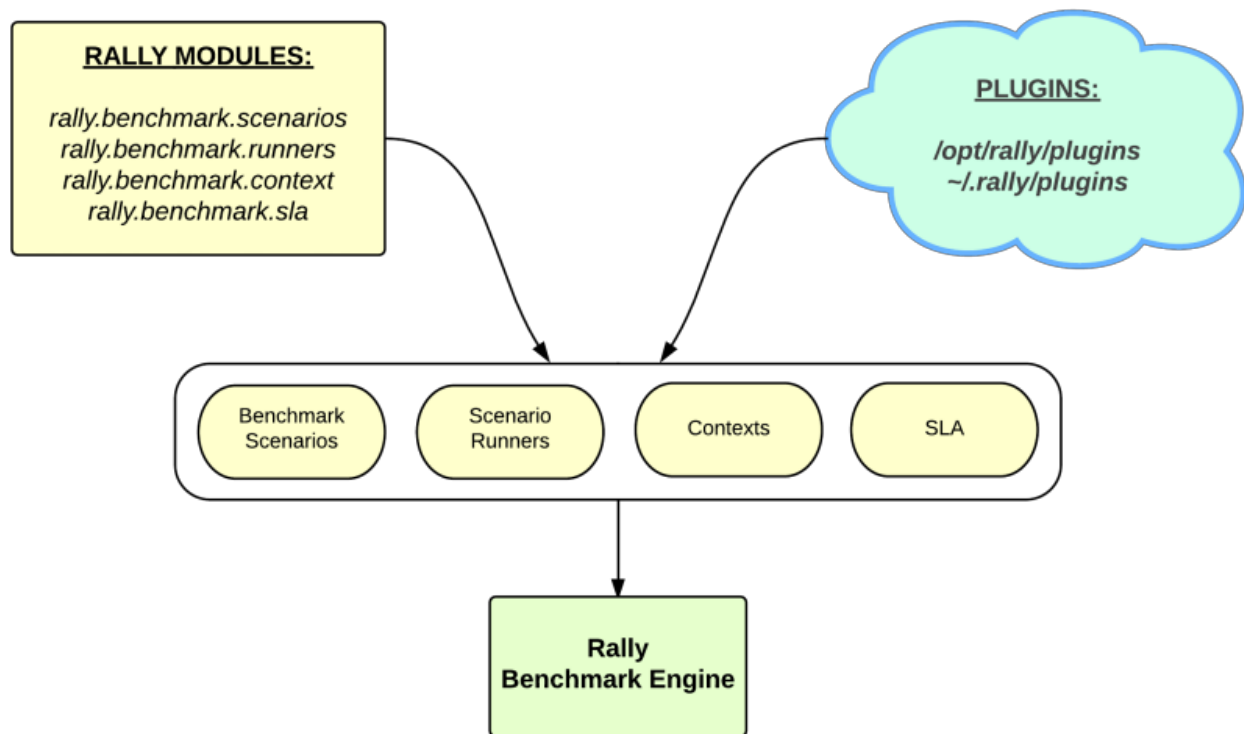 RALLY MODULES:
rally.benchmark.scenarios
rally.benchmark.runners
rally.benchmark.context
rally.benchmark.sla
PLUGINS:
/opt/rally/plugins
~/.rally/plugins
Benchmark
Scenarios
Scenario
Runners
Contexts
SLA
Rally
Benchmark Engine